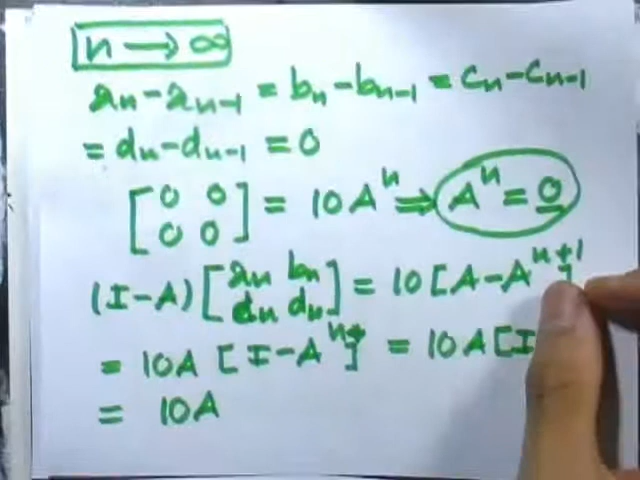 n → ∞
an - an-1 = bn - bn-1 = cn - cn-1
= dn - dn-1 = 0
[0 0 0 0] = 10A^n ⇒ A^n = 0
(I-A) [an bn dn dn] = 10 [A - A^n+1]
= 10A [I - A^n] = 10A [I
= 10A